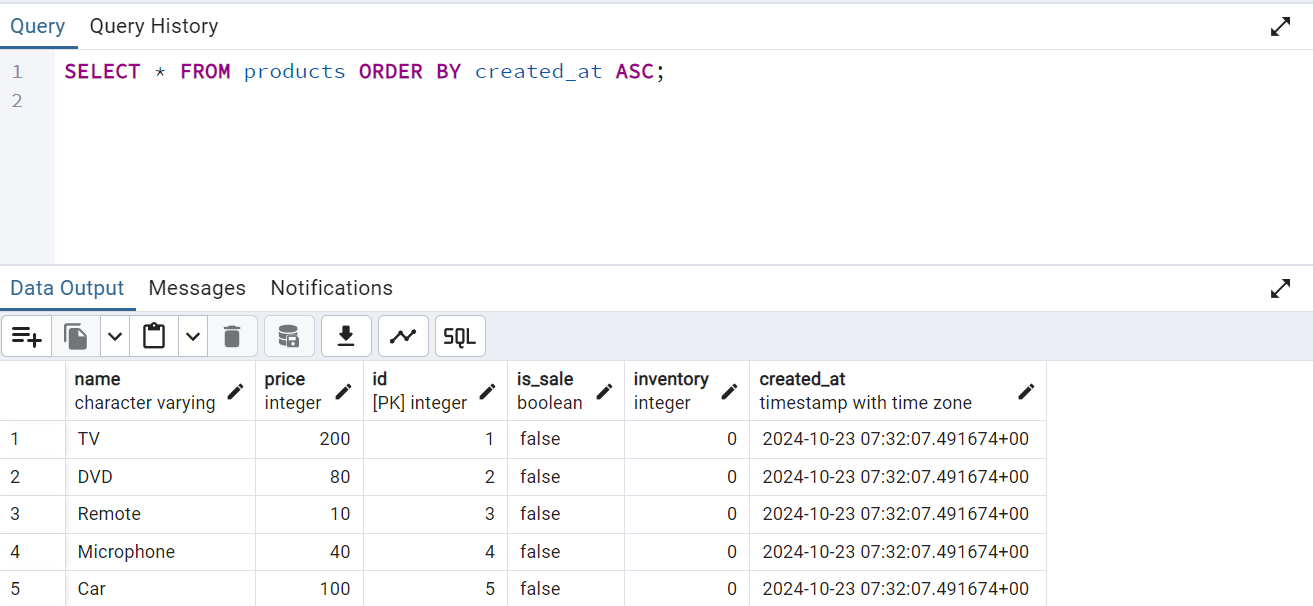 Query Query History
1 SELECT * FROM products ORDER BY created_at ASC;
2
Data Output Messages Notifications
SQL
name price id is_sale inventory created_at
character varying integer [PK] integer boolean integer timestamp with time zone
1 TV 200 1 false 0 2024-10-23 07:32:07.491674+00
2 DVD 80 2 false 0 2024-10-23 07:32:07.491674+00
3 Remote 10 3 false 0 2024-10-23 07:32:07.491674+00
4 Microphone 40 4 false 0 2024-10-23 07:32:07.491674+00
5 Car 100 5 false 0 2024-10-23 07:32:07.491674+00